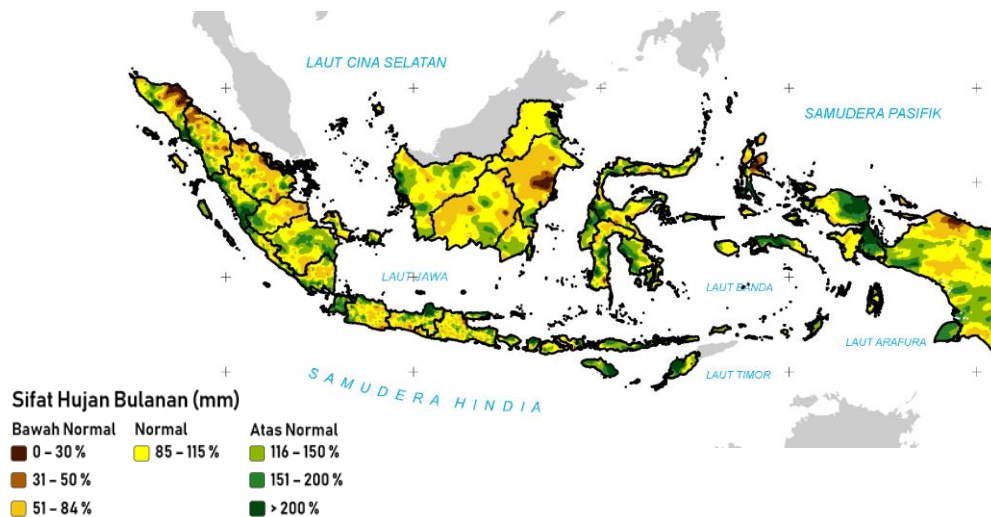 LAUT CINA SELATAN
SAMUDERA PASIFIK
LAUT JAWA
LAUT BANDA
LAUT ARAFURA
LAUT TIMOR
SAMUDERA HINDIA
Sifat Hujan Bulanan (mm)
Bawah Normal Normal Atas Normal
0 – 30 % 85 – 115 % 116 – 150 %
31 – 50 % 151 – 200 %
51 – 84 % > 200 %